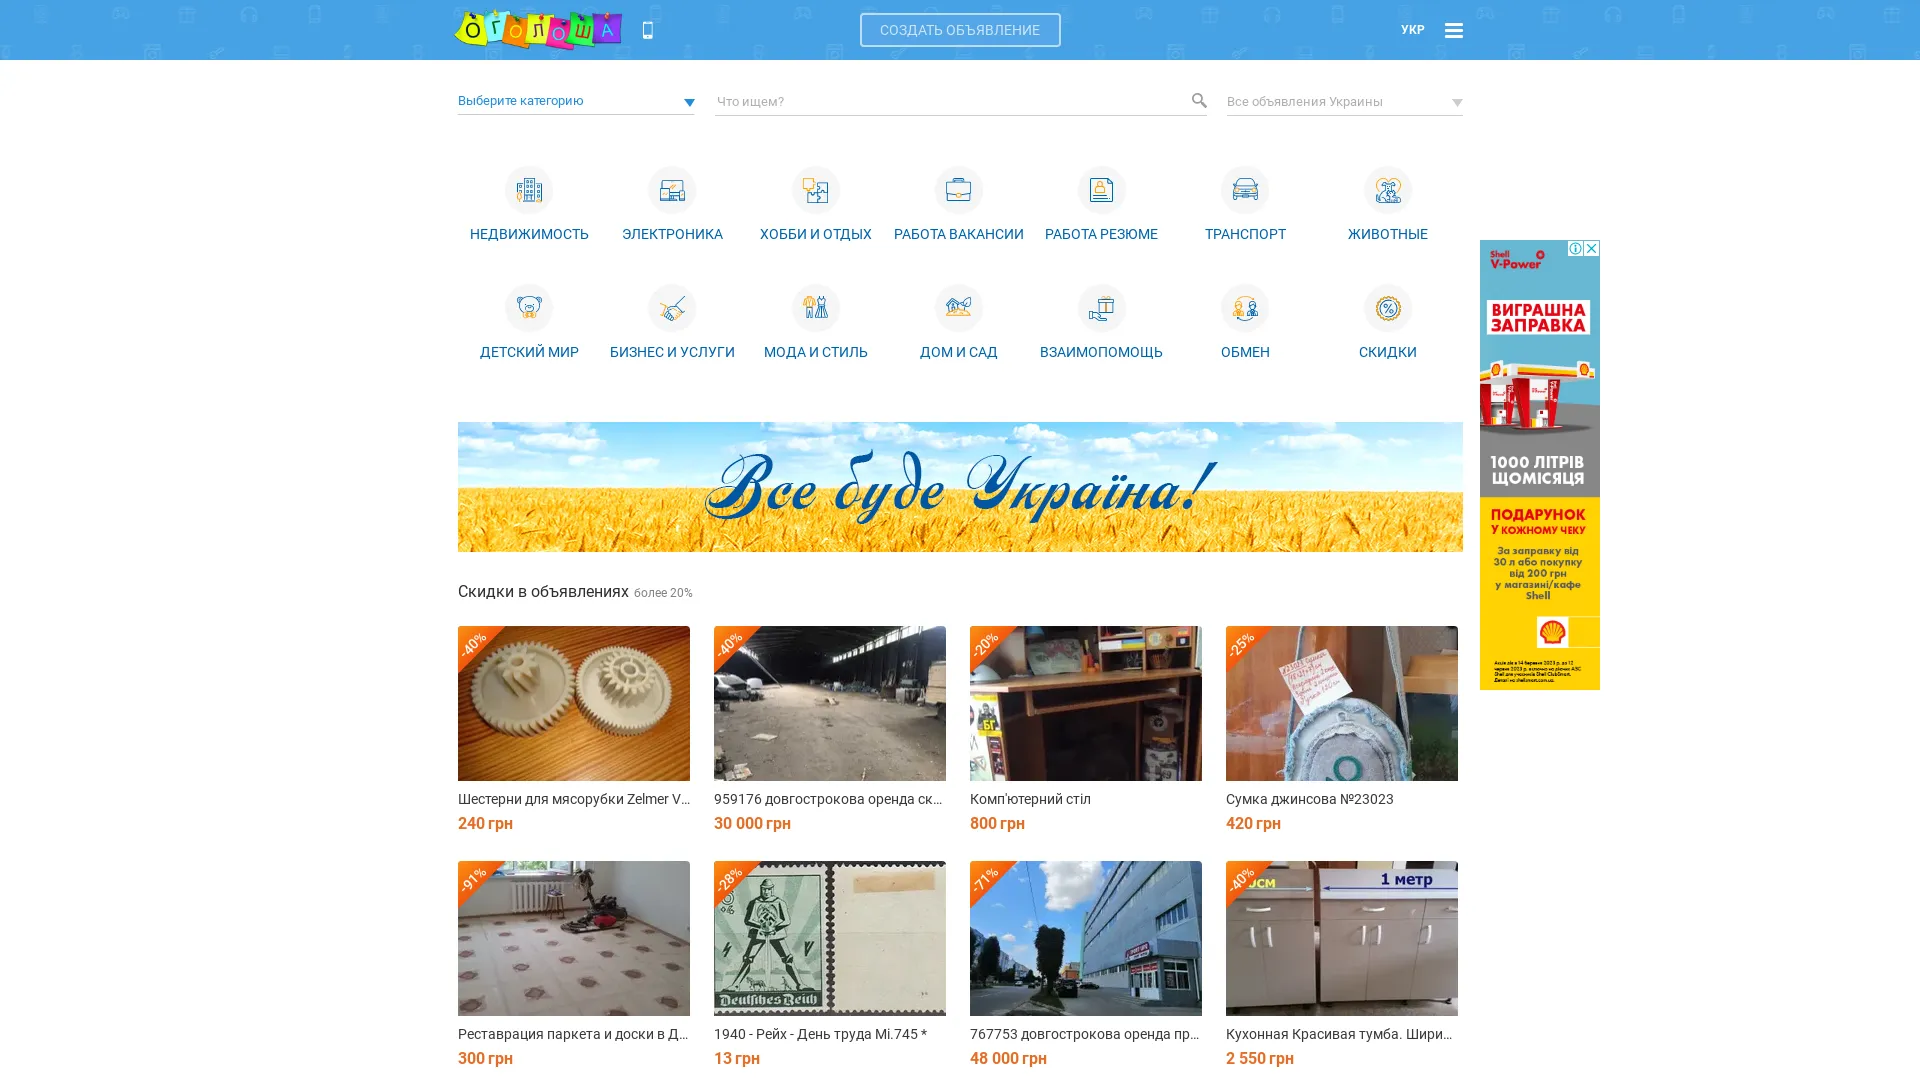 ОГОЛОША
СОЗДАТЬ ОБЪЯВЛЕНИЕ
УКР
Выберите категорию
Что ищем?
Все объявления Украины
НЕДВИЖИМОСТЬ
ЭЛЕКТРОНИКА
ХОББИ И ОТДЫХ
РАБОТА ВАКАНСИИ
РАБОТА РЕЗЮМЕ
ТРАНСПОРТ
ЖИВОТНЫЕ
ДЕТСКИЙ МИР
БИЗНЕС И УСЛУГИ
МОДА И СТИЛЬ
ДОМ И САД
ВЗАИМОПОМОЩЬ
ОБМЕН
СКИДКИ
Shell
V-Power
ВИГРАШНА
ЗАПРАВКА
1000 ЛІТРІВ
ЩОМІСЯЦЯ
ПОДАРУНОК
У КОЖНОМУ ЧЕКУ
За заправку від
30 л або покупку
від 200 грн
у магазині/кафе
Shell
Все буде Україна!
Скидки в объявлениях более 20%
-40%
-40%
-20%
-25%
БГ
Шестерни для мясорубки Zelmer V...
959176 довгострокова оренда ск...
Комп'ютерний стіл
Сумка джинсова №23023
240 грн
30 000 грн
800 грн
420 грн
-91%
-28%
-71%
-40%
1 метр
Deutsches Reich
Реставрация паркета и доски в Д...
1940 - Рейх - День труда Mi.745 *
767753 довгострокова оренда пр...
Кухонная Красивая тумба. Шири...
300 грн
13 грн
48 000 грн
2 550 грн